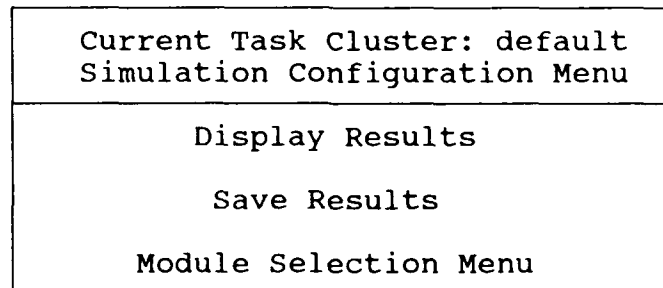 Current Task Cluster: default
Simulation Configuration Menu
Display Results
Save Results
Module Selection Menu